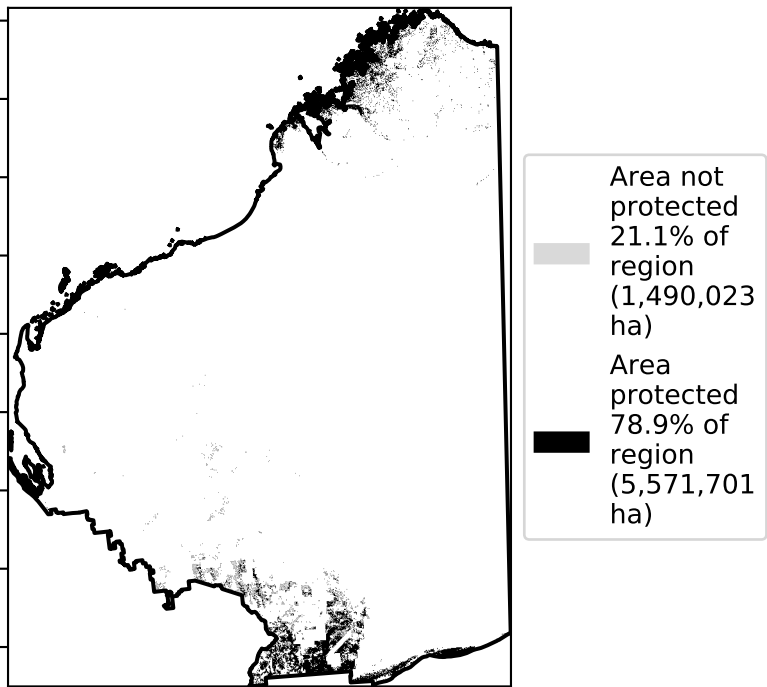 Area not
protected
21.1% of
region
(1,490,023
ha)
Area
protected
78.9% of
region
(5,571,701
ha)